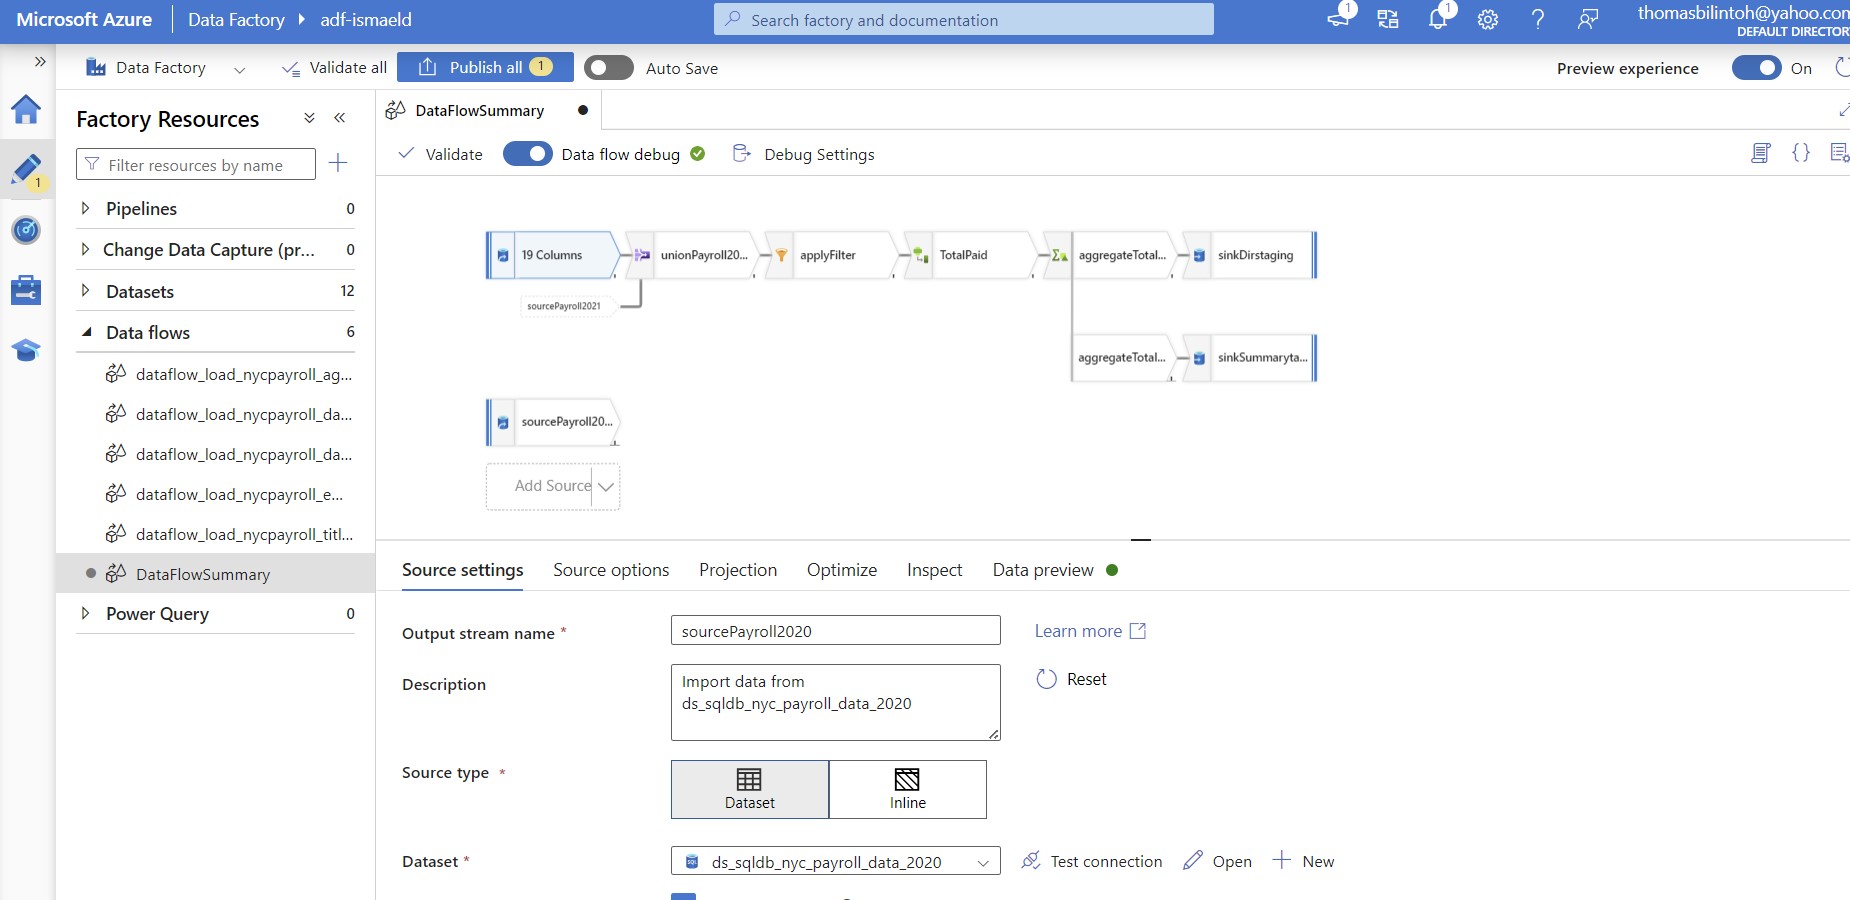 Microsoft Azure
Data Factory
adf-ismaeld
Search factory and documentation
1
1
thomasbilintoh@yahoo.con
DEFAULT DIRECTOR
Data Factory
Validate all
Publish all 1
Auto Save
Preview experience
On
Factory Resources
Filter resources by name
1
Pipelines 0
Change Data Capture (pr... 0
Datasets 12
Data flows 6
dataflow_load_nycpayroll_ag...
dataflow_load_nycpayroll_da...
dataflow_load_nycpayroll_da...
dataflow_load_nycpayroll_e...
dataflow_load_nycpayroll_titl...
DataFlowSummary
Power Query 0
DataFlowSummary
Validate
Data flow debug
Debug Settings
19 Columns
unionPayroll20...
applyFilter
TotalPaid
aggregateTotal...
sinkDirstaging
sourcePayroll2021
aggregateTotal...
sinkSummaryta...
sourcePayroll20...
Add Source
Source settings
Source options
Projection
Optimize
Inspect
Data preview
Output stream name *
sourcePayroll2020
Learn more
Description
Import data from
ds_sqldb_nyc_payroll_data_2020
Reset
Source type *
Dataset
Inline
Dataset *
ds_sqldb_nyc_payroll_data_2020
Test connection
Open
New